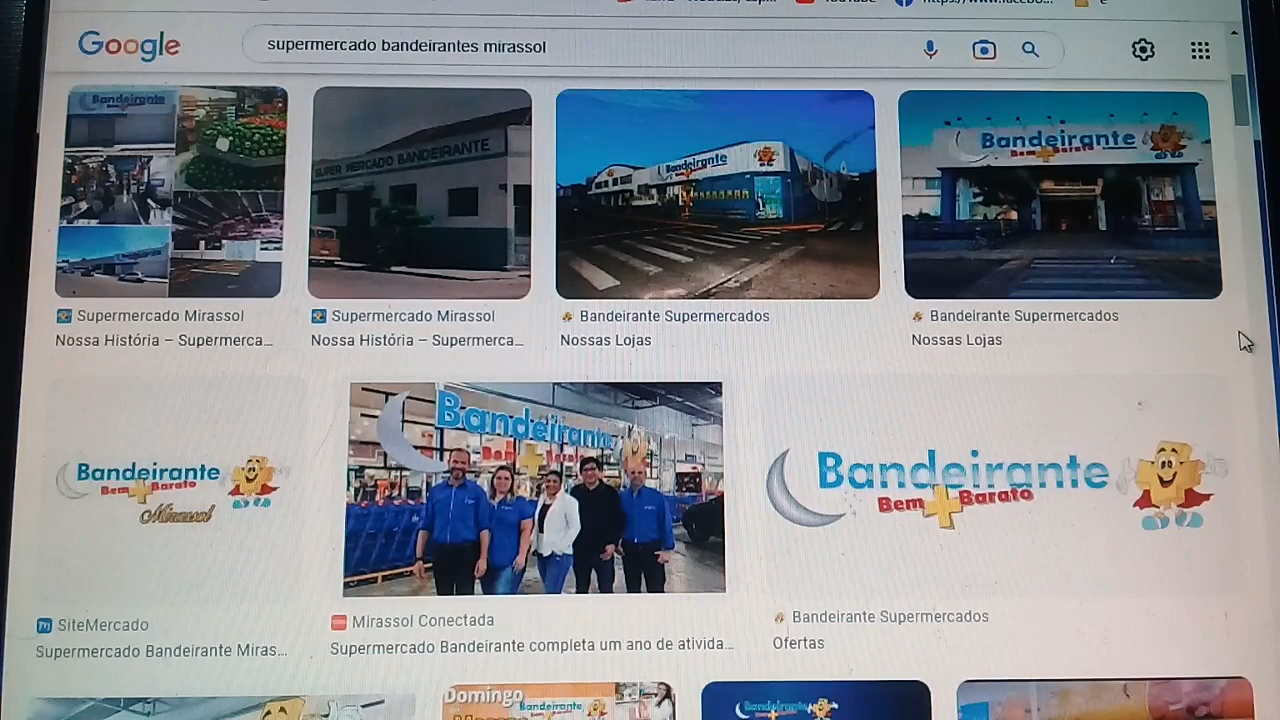 Google
supermercado bandeirantes mirassol
Bandeirante
SUPER MERCADO BANDEIRANTE
Bandeirante
Bandeirante
Bem + Barato
Supermercado Mirassol
Nossa História – Supermerca...
Supermercado Mirassol
Nossa História – Supermerca...
Bandeirante Supermercados
Nossas Lojas
Bandeirante Supermercados
Nossas Lojas
Bandeirante
Bem + Barato
Mirassol
Bandeirante
Bem + Barato
Bandeirante
Bem + Barato
SiteMercado
Supermercado Bandeirante Miras...
Mirassol Conectada
Supermercado Bandeirante completa um ano de ativida...
Bandeirante Supermercados
Ofertas
Domingo
Bandeirante
Bandeirante